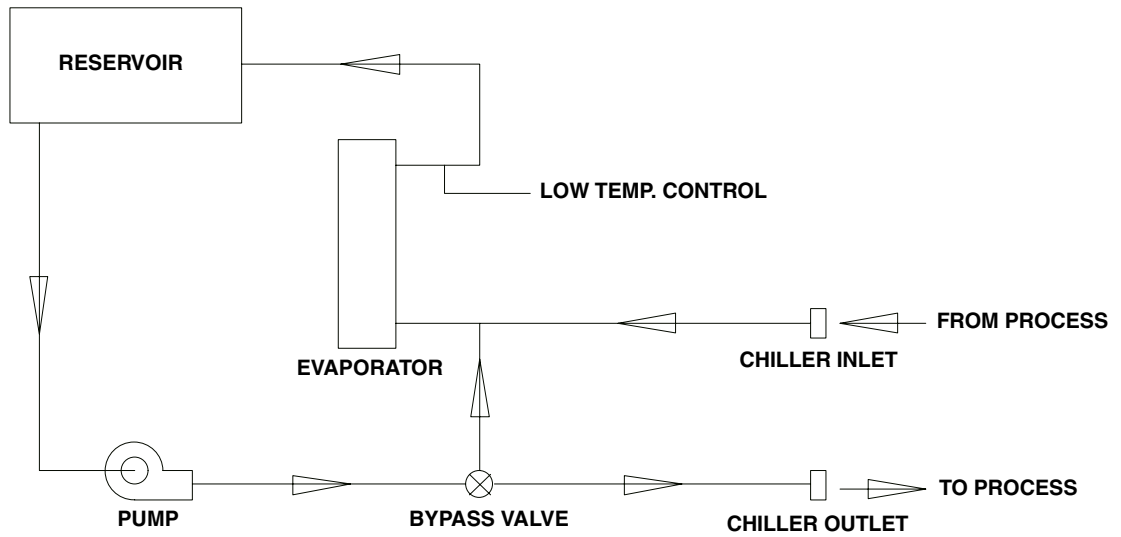 RESERVOIR
LOW TEMP. CONTROL
FROM PROCESS
CHILLER INLET
EVAPORATOR
TO PROCESS
PUMP
BYPASS VALVE
CHILLER OUTLET